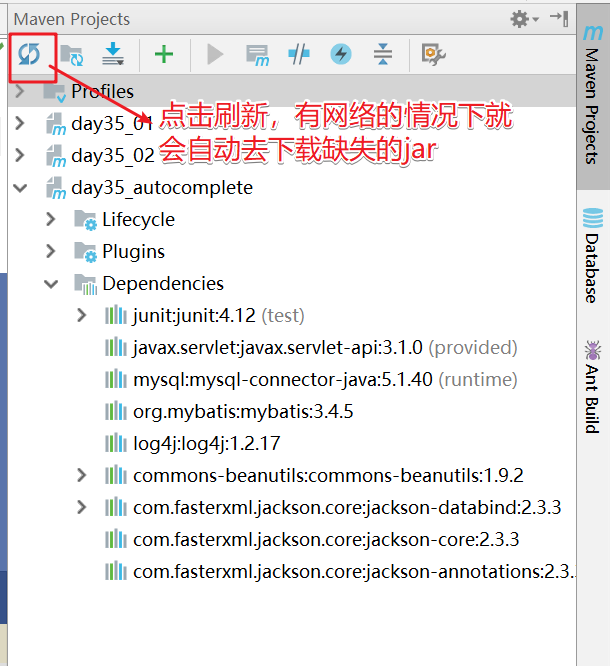 Maven Projects
Profiles
day35_01
点击刷新，有网络的情况下就
会自动去下载缺失的jar
day35_02
day35_autocomplete
Lifecycle
Plugins
Dependencies
junit:junit:4.12 (test)
javax.servlet:javax.servlet-api:3.1.0 (provided)
mysql:mysql-connector-java:5.1.40 (runtime)
org.mybatis:mybatis:3.4.5
log4j:log4j:1.2.17
commons-beanutils:commons-beanutils:1.9.2
com.fasterxml.jackson.core:jackson-databind:2.3.3
com.fasterxml.jackson.core:jackson-core:2.3.3
com.fasterxml.jackson.core:jackson-annotations:2.3.
Maven Projects
Database
Ant Build